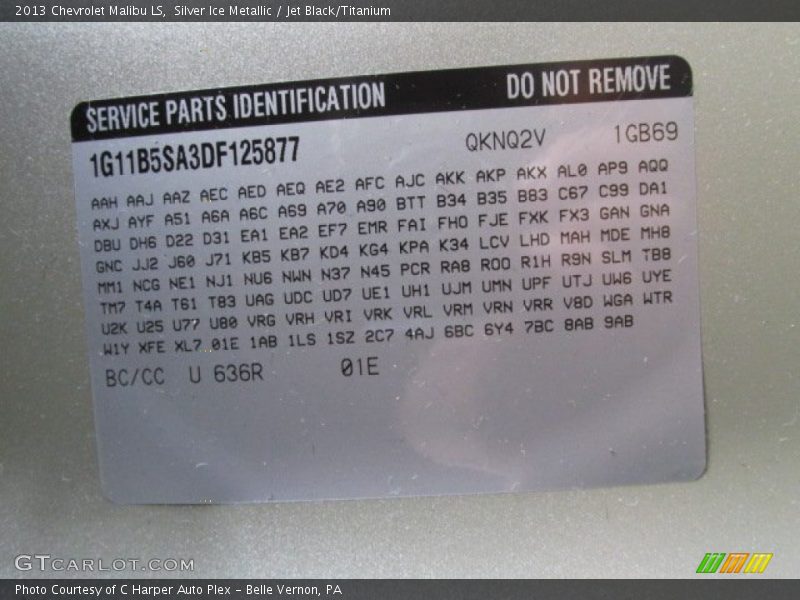 2013 Chevrolet Malibu LS, Silver Ice Metallic / Jet Black/Titanium
SERVICE PARTS IDENTIFICATION DO NOT REMOVE
1G11B5SA3DF125877 QKNQ2V 1GB69
AAH AAJ AAZ AEC AED AEQ AE2 AFC AJC AKK AKP AKX AL0 AP9 AQQ
AXJ AYF A51 A6A A6C A69 A70 A90 BTT B34 B35 B83 C67 C99 DA1
DBU DH6 D22 D31 EA1 EA2 EF7 EMR FAI FHO FJE FXK FX3 GAN GNA
GNC JJ2 J60 J71 KB5 KB7 KD4 KG4 KPA K34 LCV LHD MAH MDE MH8
MM1 NCG NE1 NJ1 NU6 NWN N37 N45 PCR RA8 ROO R1H R9N SLM TB8
TM7 T4A T61 T83 UAG UDC UD7 UE1 UH1 UJM UMN UPF UTJ UW6 UYE
U2K U25 U77 U80 VRG VRH VRI VRK VRL VRM VRN VRR V8D WGA WTR
W1Y XFE XL7 01E 1AB 1LS 1SZ 2C7 4AJ 6BC 6Y4 7BC 8AB 9AB
BC/CC U 636R 01E
GTCARLOT.COM
Photo Courtesy of C Harper Auto Plex - Belle Vernon, PA